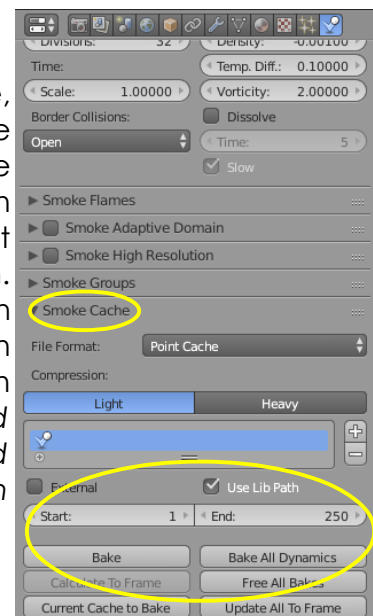 Divisions: 32 Density: -0.00100
Time: Temp. Diff.: 0.10000
Scale: 1.00000 Vorticity: 2.00000
Border Collisions: Dissolve
Open Time: 5
Slow
Smoke Flames
Smoke Adaptive Domain
Smoke High Resolution
Smoke Groups
Smoke Cache
File Format: Point Cache
Compression:
Light Heavy
External Use Lib Path
Start: 1 End: 250
Bake Bake All Dynamics
Calculate To Frame Free All Bakes
Current Cache to Bake Update All To Frame